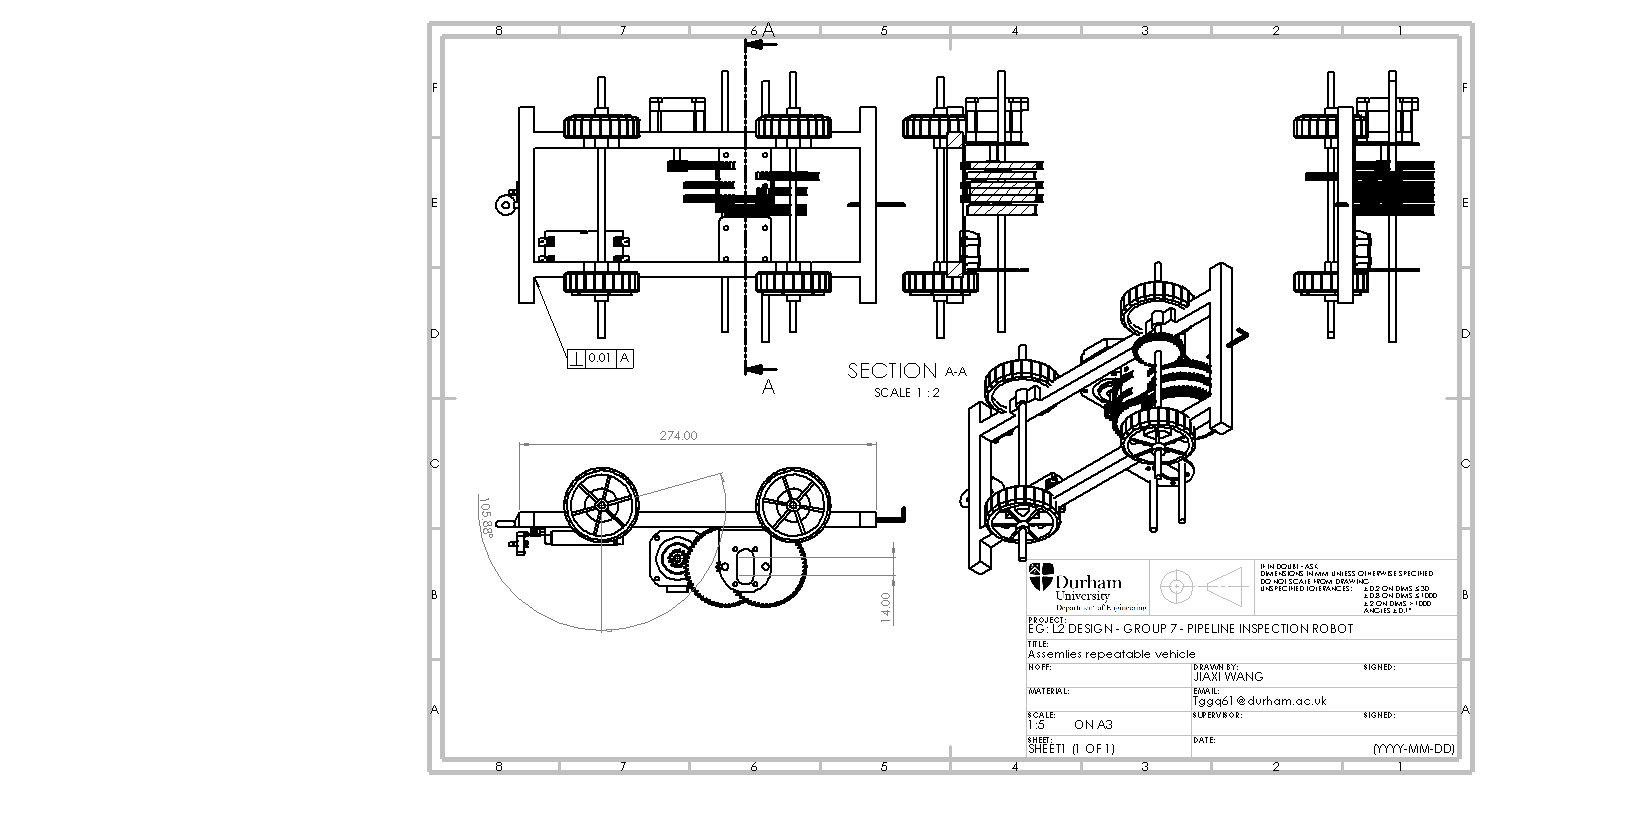 8 7 6 5 4 3 2 1
A
F F
E E
D D
⊥ 0.01 A
A
SECTION A-A
SCALE 1 : 2
C C
274.00
105.88°
14.00
B B
A A
Durham
University
Department of Engineering
IF IN DOUBT - ASK
DIMENSIONS IN MM UNLESS OTHERWISE SPECIFIED
DO NOT SCALE FROM DRAWING
UNSPECIFIED TOLERANCES:
± 0.2 ON DIMS ≤ 30
± 0.5 ON DIMS ≤ 1000
± 2 ON DIMS > 1000
ANGLES ± 0.1°
PROJECT:
EG: L2 DESIGN - GROUP 7 - PIPELINE INSPECTION ROBOT
TITLE:
Assemlies repeatable vehicle
NOFF: DRAWN BY: SIGNED:
JIAXI WANG
MATERIAL: EMAIL:
Tggq61@durham.ac.uk
SCALE: SUPERVISOR: SIGNED:
1:5 ON A3
SHEET: DATE:
SHEET1 (1 OF 1) (YYYY-MM-DD)
8 7 6 5 4 3 2 1